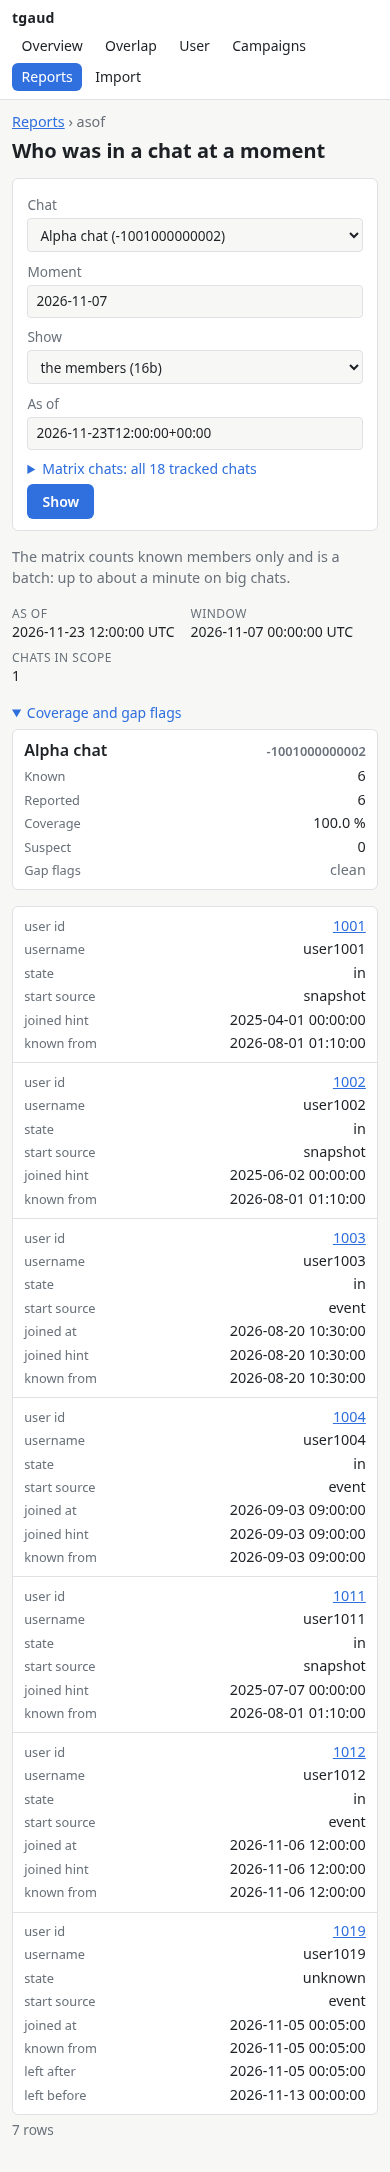 tgaud
Overview Overlap User Campaigns
Reports Import
Reports › asof
Who was in a chat at a moment
Chat
Alpha chat (-1001000000002)
Moment
2026-11-07
Show
the members (16b)
As of
2026-11-23T12:00:00+00:00
▶ Matrix chats: all 18 tracked chats
Show
The matrix counts known members only and is a
batch: up to about a minute on big chats.
AS OF WINDOW
2026-11-23 12:00:00 UTC 2026-11-07 00:00:00 UTC
CHATS IN SCOPE
1
▼ Coverage and gap flags
Alpha chat -1001000000002
Known 6
Reported 6
Coverage 100.0 %
Suspect 0
Gap flags clean
user id 1001
username user1001
state in
start source snapshot
joined hint 2025-04-01 00:00:00
known from 2026-08-01 01:10:00
user id 1002
username user1002
state in
start source snapshot
joined hint 2025-06-02 00:00:00
known from 2026-08-01 01:10:00
user id 1003
username user1003
state in
start source event
joined at 2026-08-20 10:30:00
joined hint 2026-08-20 10:30:00
known from 2026-08-20 10:30:00
user id 1004
username user1004
state in
start source event
joined at 2026-09-03 09:00:00
joined hint 2026-09-03 09:00:00
known from 2026-09-03 09:00:00
user id 1011
username user1011
state in
start source snapshot
joined hint 2025-07-07 00:00:00
known from 2026-08-01 01:10:00
user id 1012
username user1012
state in
start source event
joined at 2026-11-06 12:00:00
joined hint 2026-11-06 12:00:00
known from 2026-11-06 12:00:00
user id 1019
username user1019
state unknown
start source event
joined at 2026-11-05 00:05:00
known from 2026-11-05 00:05:00
left after 2026-11-05 00:05:00
left before 2026-11-13 00:00:00
7 rows